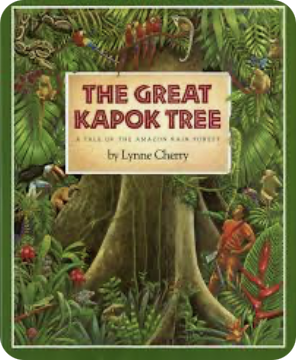 THE GREAT
KAPOK TREE
A TALE OF THE AMAZON RAIN FOREST
by Lynne Cherry